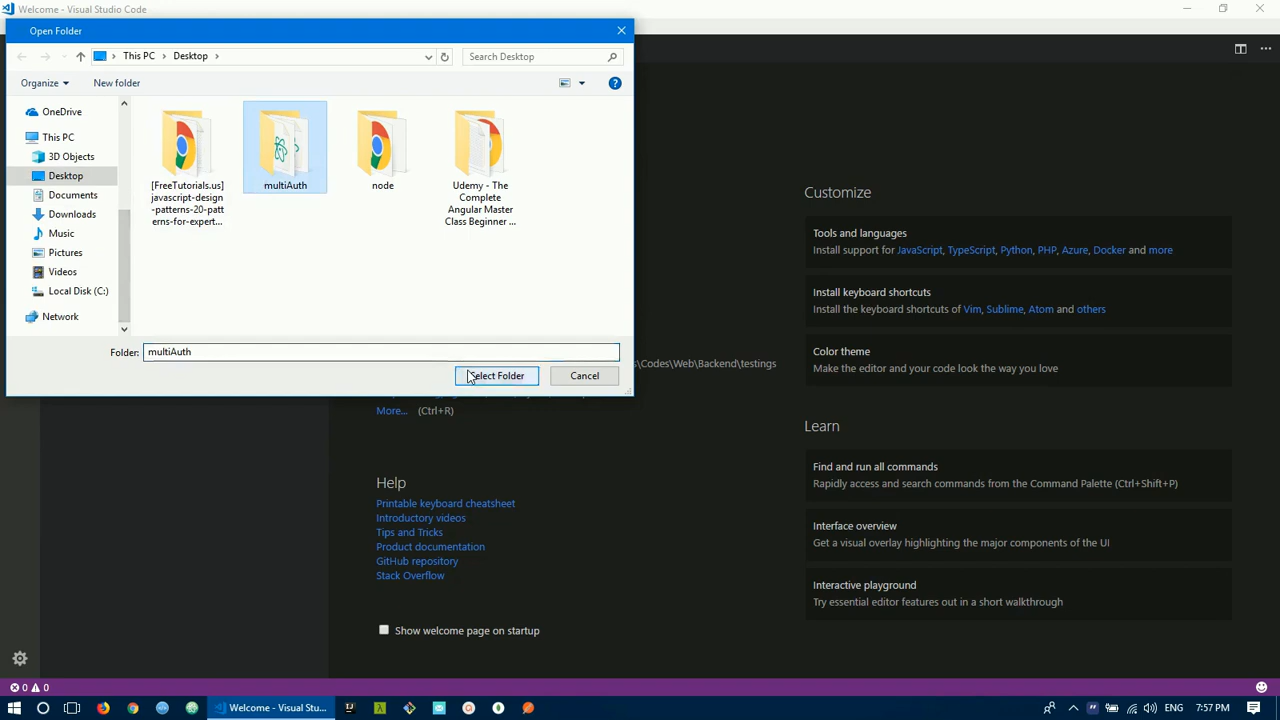 Welcome - Visual Studio Code
Open Folder
This PC
Desktop
Search Desktop
Organize
New folder
OneDrive
This PC
3D Objects
Desktop
Documents
Downloads
Music
Pictures
Videos
Local Disk (C:)
Network
[FreeTutorials.us]
javascript-design
-patterns-20-patt
erns-for-expert...
multiAuth
node
Udemy - The
Complete
Angular Master
Class Beginner ...
Folder:
multiAuth
Select Folder
Cancel
s\Codes\Web\Backend\testings
More... (Ctrl+R)
Help
Printable keyboard cheatsheet
Introductory videos
Tips and Tricks
Product documentation
GitHub repository
Stack Overflow
Show welcome page on startup
Customize
Tools and languages
Install support for JavaScript, TypeScript, Python, PHP, Azure, Docker and more
Install keyboard shortcuts
Install the keyboard shortcuts of Vim, Sublime, Atom and others
Color theme
Make the editor and your code look the way you love
Learn
Find and run all commands
Rapidly access and search commands from the Command Palette (Ctrl+Shift+P)
Interface overview
Get a visual overlay highlighting the major components of the UI
Interactive playground
Try essential editor features out in a short walkthrough
0 0
Welcome - Visual Stu...
ENG
7:57 PM